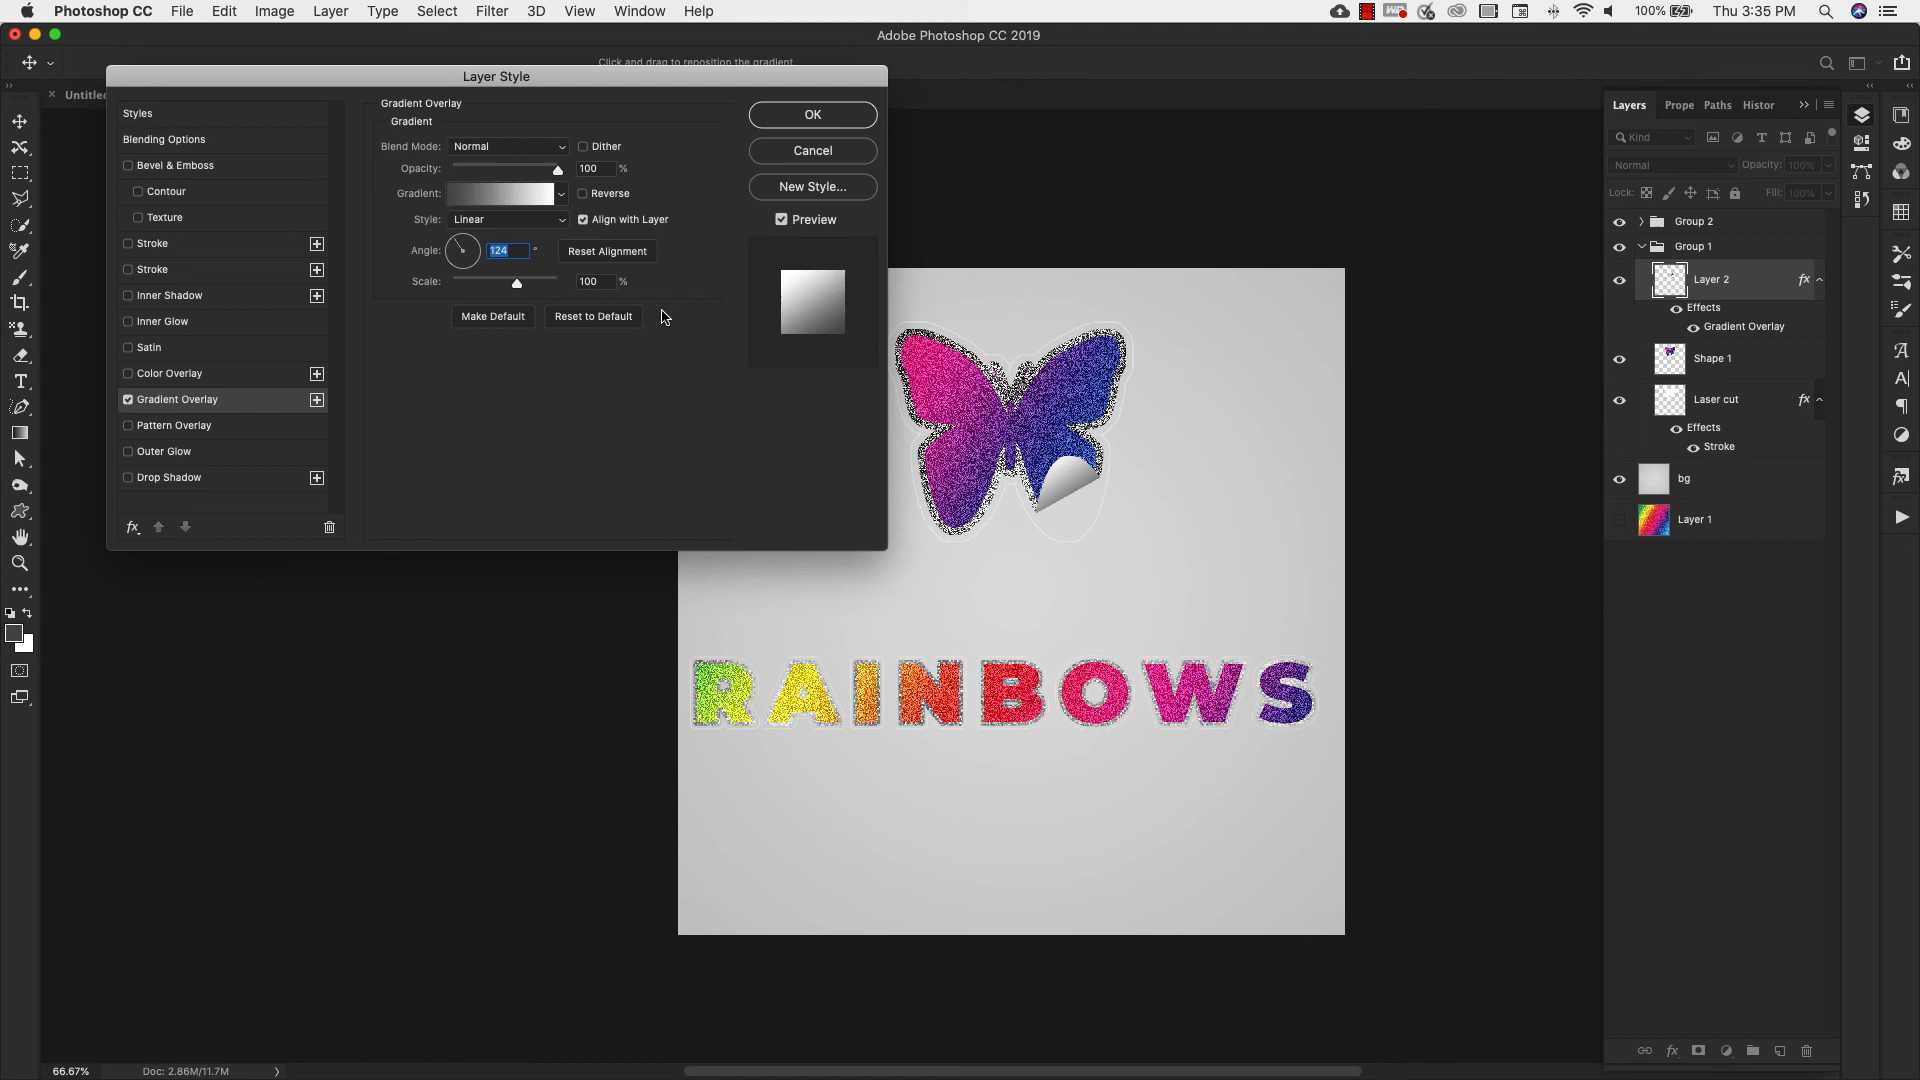 Photoshop CC File Edit Image Layer Type Select Filter 3D View Window Help
100% Thu 3:35 PM
Adobe Photoshop CC 2019
Click and drag to reposition the gradient.
Layer Style
Untitled
Styles
Blending Options
Bevel & Emboss
Contour
Texture
Stroke
Stroke
Inner Shadow
Inner Glow
Satin
Color Overlay
Gradient Overlay
Pattern Overlay
Outer Glow
Drop Shadow
fx
Gradient Overlay
Gradient
Blend Mode: Normal Dither
Opacity: 100 %
Gradient: Reverse
Style: Linear Align with Layer
Angle: 124 ° Reset Alignment
Scale: 100 %
Make Default Reset to Default
OK
Cancel
New Style...
Preview
RAINBOWS
Layers Prope Paths Histor
Kind
Normal Opacity: 100%
Lock: Fill: 100%
Group 2
Group 1
Layer 2 fx
Effects
Gradient Overlay
Shape 1
Laser cut fx
Effects
Stroke
bg
Layer 1
fx
66.67% Doc: 2.86M/11.7M